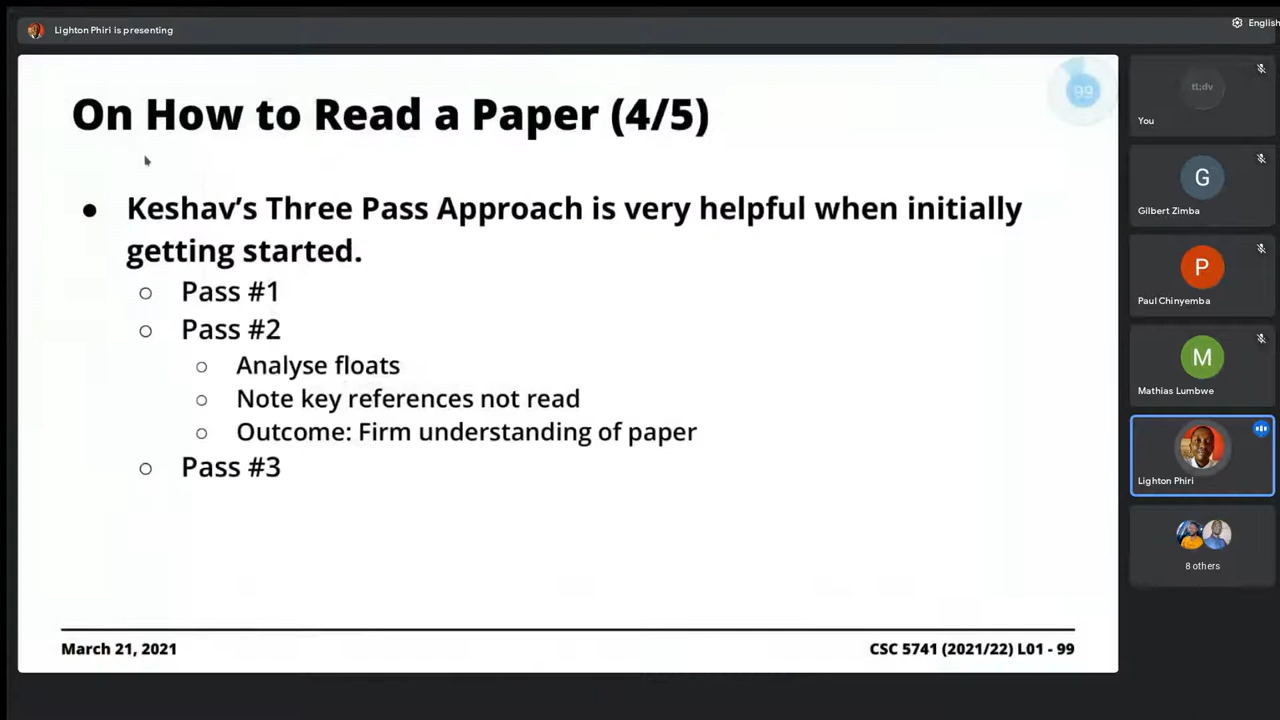 Lighton Phiri is presenting
English
On How to Read a Paper (4/5)
99
● Keshav's Three Pass Approach is very helpful when initially
getting started.
○ Pass #1
○ Pass #2
○ Analyse floats
○ Note key references not read
○ Outcome: Firm understanding of paper
○ Pass #3
March 21, 2021
CSC 5741 (2021/22) L01 - 99
tl;dv
You
G
Gilbert Zimba
P
Paul Chinyemba
M
Mathias Lumbwe
Lighton Phiri
8 others